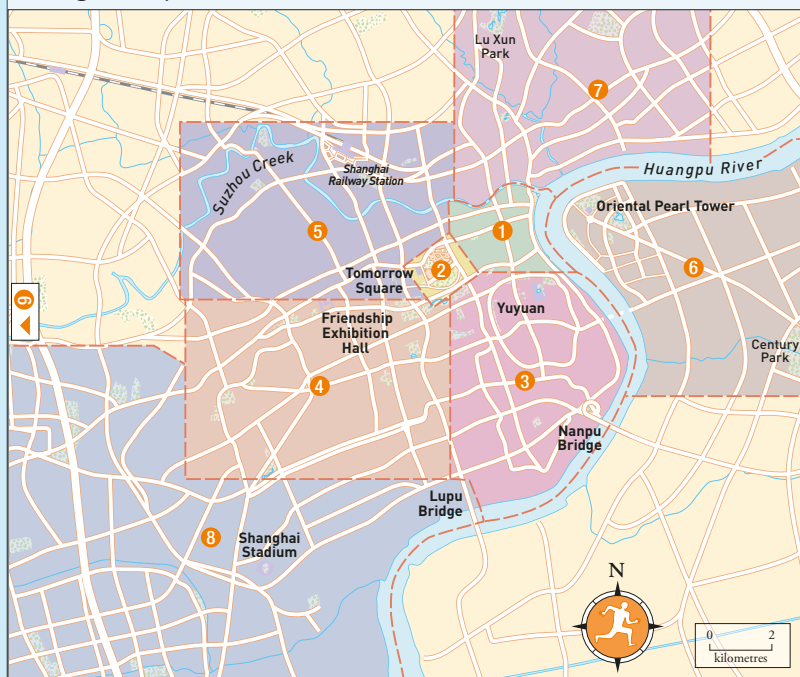 Lu Xun
Park
7
Huangpu River
Suzhou Creek
Shanghai
Railway Station
Oriental Pearl Tower
5
1
6
2
Tomorrow
Square
9
Yuyuan
Friendship
Exhibition
Hall
Century
Park
4
3
Nanpu
Bridge
Lupu
Bridge
8
Shanghai
Stadium
N
0 2
kilometres